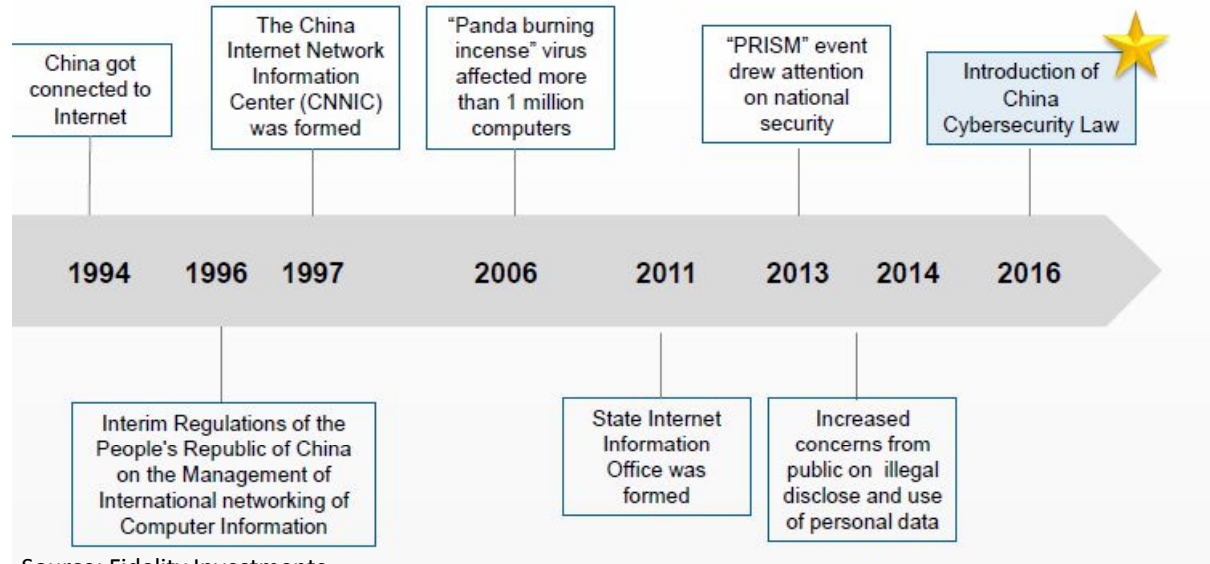 China got
connected to
Internet
The China
Internet Network
Information
Center (CNNIC)
was formed
“Panda burning
incense” virus
affected more
than 1 million
computers
“PRISM” event
drew attention
on national
security
Introduction of
China
Cybersecurity Law
1994 1996 1997 2006 2011 2013 2014 2016
Interim Regulations of the
People's Republic of China
on the Management of
International networking of
Computer Information
State Internet
Information
Office was
formed
Increased
concerns from
public on illegal
disclose and use
of personal data
Source: Fidelity Investments